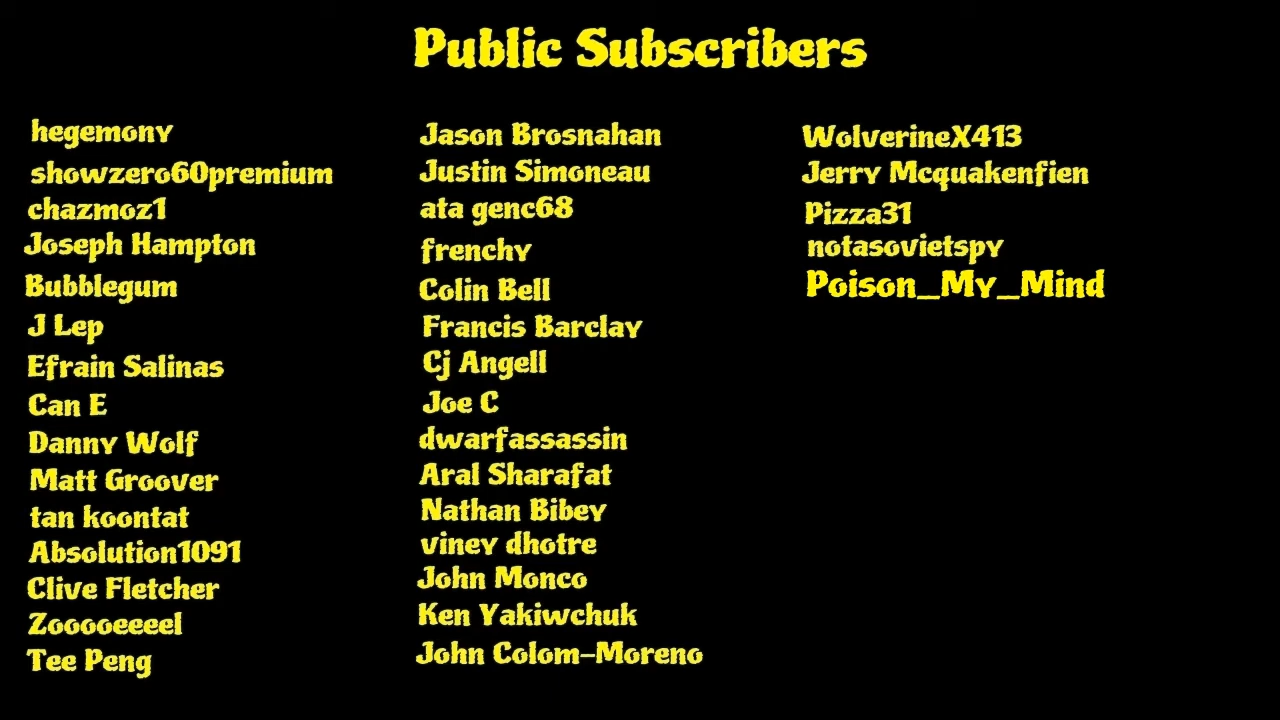 Public Subscribers
hegemony
showzero60premium
chazmoz1
Joseph Hampton
Bubblegum
J Lep
Efrain Salinas
Can E
Danny Wolf
Matt Groover
tan koontat
Absolution1091
Clive Fletcher
Zooooeeeel
Tee Peng
Jason Brosnahan
Justin Simoneau
ata genc68
frenchy
Colin Bell
Francis Barclay
Cj Angell
Joe C
dwarfassassin
Aral Sharafat
Nathan Bibey
viney dhotre
John Monco
Ken Yakiwchuk
John Colom-Moreno
WolverineX413
Jerry Mcquakenfien
Pizza31
notasovietspy
Poison_My_Mind